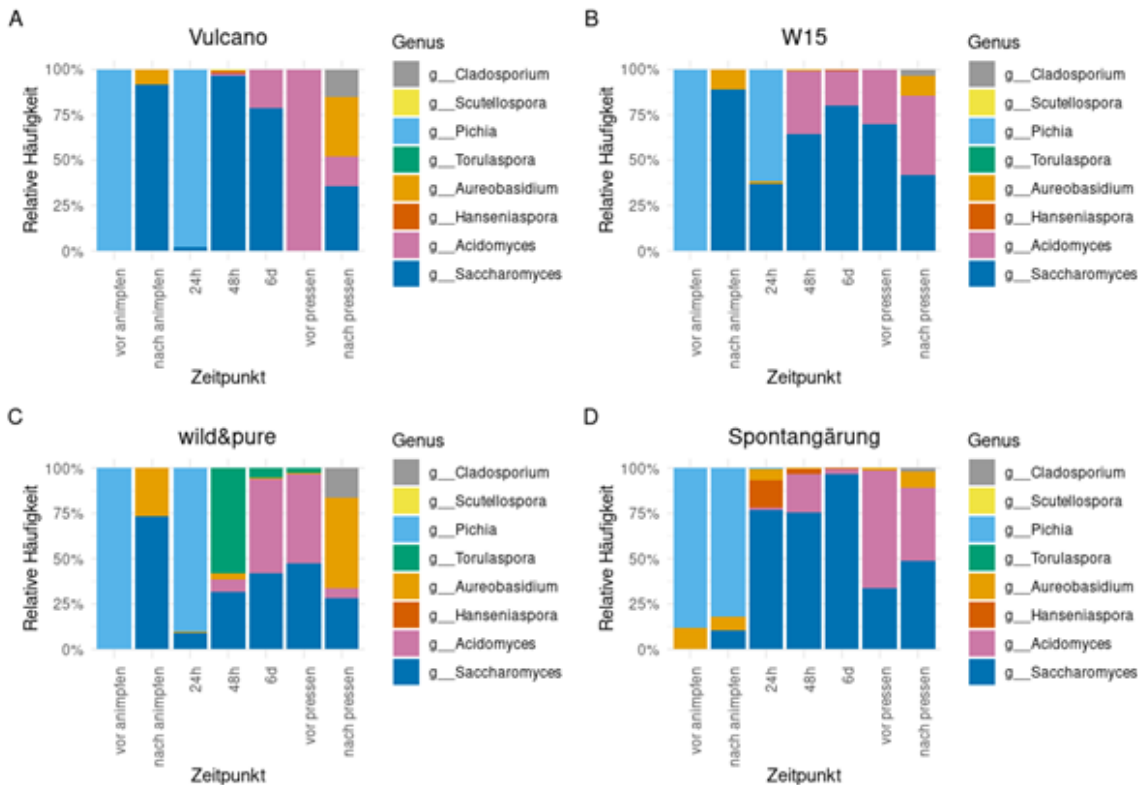 A
Vulcano
Relative Häufigkeit
100%
75%
50%
25%
0%
vor animpfen
nach animpfen
24h
48h
6d
vor pressen
nach pressen
Zeitpunkt
Genus
g__Cladosporium
g__Scutellospora
g__Pichia
g__Torulaspora
g__Aureobasidium
g__Hanseniaspora
g__Acidomyces
g__Saccharomyces
B
W15
Relative Häufigkeit
100%
75%
50%
25%
0%
vor animpfen
nach animpfen
24h
48h
6d
vor pressen
nach pressen
Zeitpunkt
Genus
g__Cladosporium
g__Scutellospora
g__Pichia
g__Torulaspora
g__Aureobasidium
g__Hanseniaspora
g__Acidomyces
g__Saccharomyces
C
wild&pure
Relative Häufigkeit
100%
75%
50%
25%
0%
vor animpfen
nach animpfen
24h
48h
6d
vor pressen
nach pressen
Zeitpunkt
Genus
g__Cladosporium
g__Scutellospora
g__Pichia
g__Torulaspora
g__Aureobasidium
g__Hanseniaspora
g__Acidomyces
g__Saccharomyces
D
Spontangärung
Relative Häufigkeit
100%
75%
50%
25%
0%
vor animpfen
nach animpfen
24h
48h
6d
vor pressen
nach pressen
Zeitpunkt
Genus
g__Cladosporium
g__Scutellospora
g__Pichia
g__Torulaspora
g__Aureobasidium
g__Hanseniaspora
g__Acidomyces
g__Saccharomyces